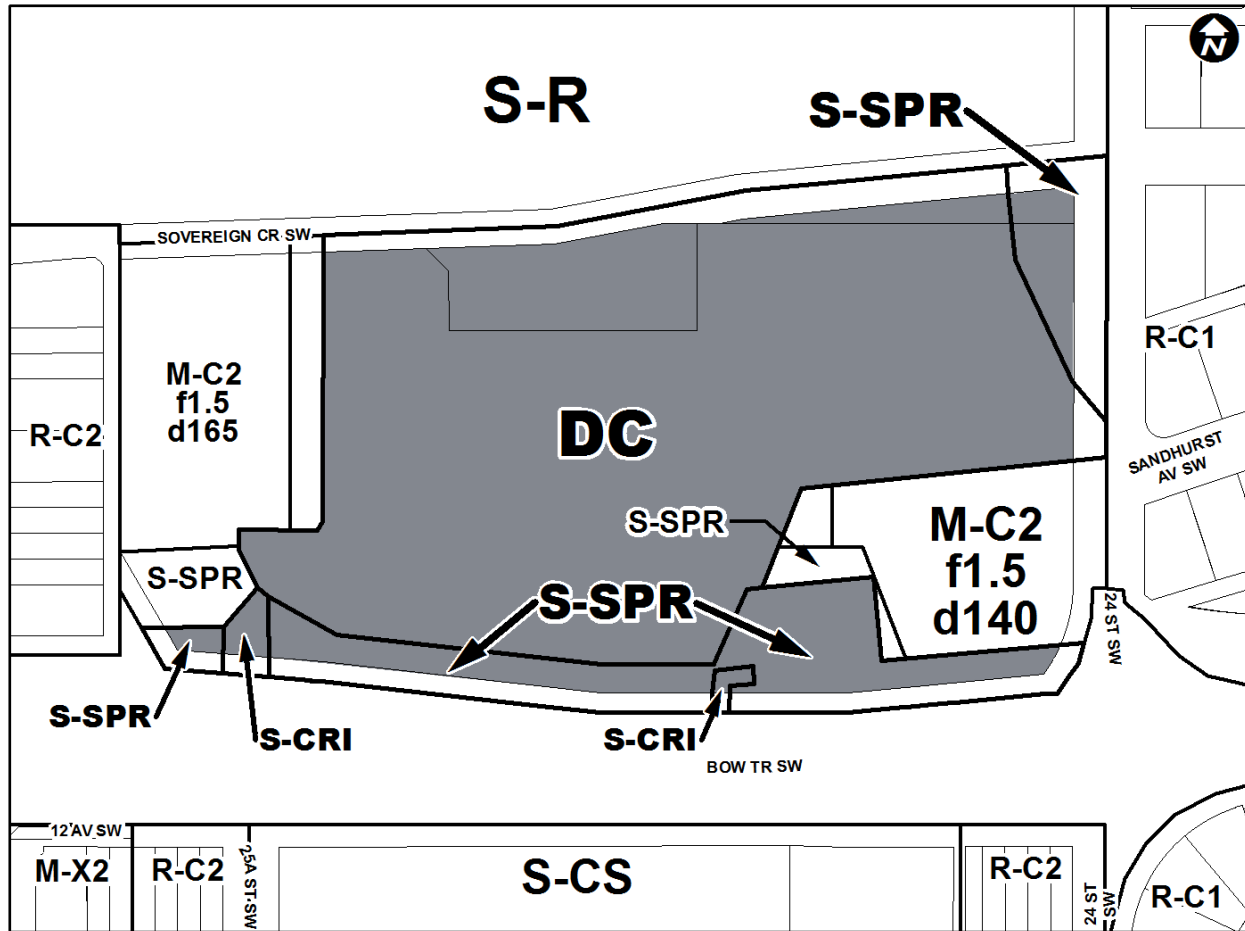 N
S-R
S-SPR
SOVEREIGN CR SW
R-C1
M-C2
f1.5
d165
R-C2
DC
SANDHURST
AV SW
S-SPR
M-C2
f1.5
d140
S-SPR
S-SPR
24 ST SW
S-SPR
S-CRI
S-CRI
BOW TR SW
12 AV SW
M-X2
R-C2
25A ST SW
S-CS
R-C2
24 ST
SW
R-C1